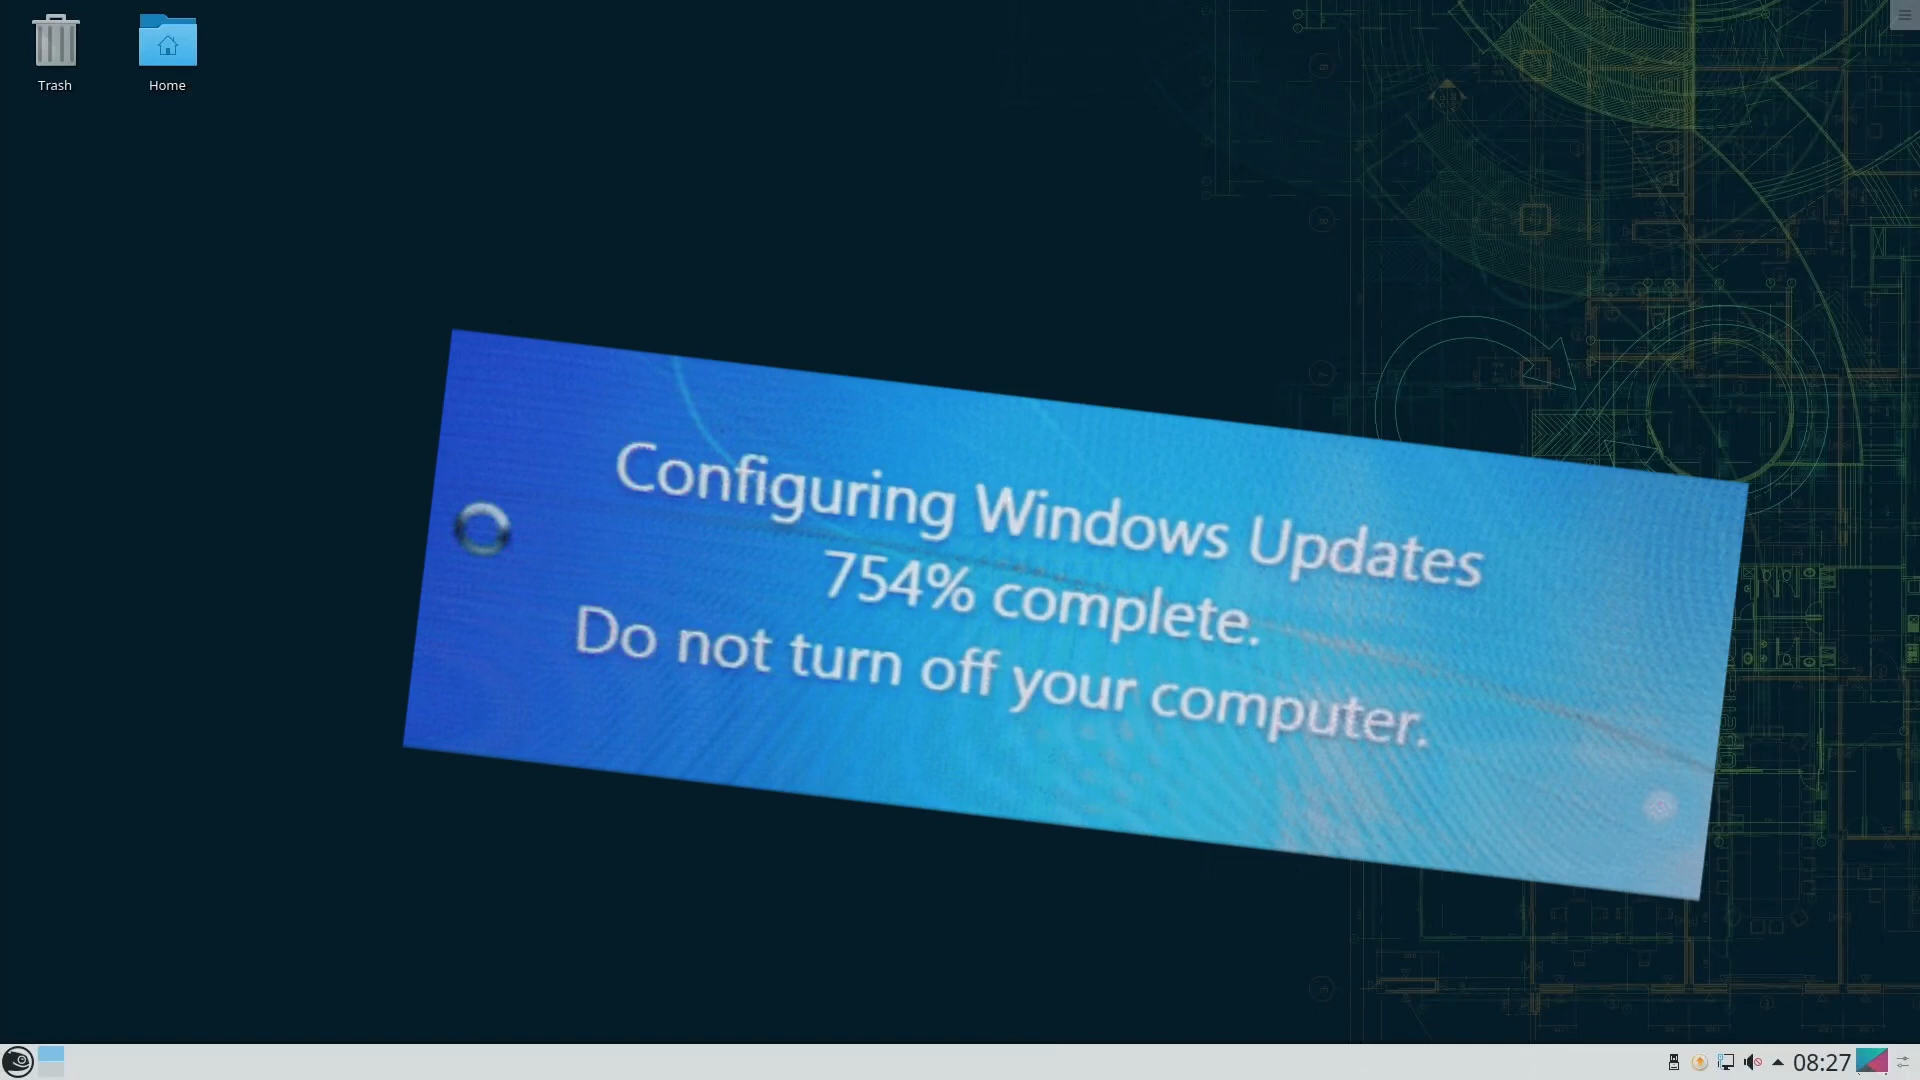 Trash
Home
Configuring Windows Updates
754% complete.
Do not turn off your computer.
08:27